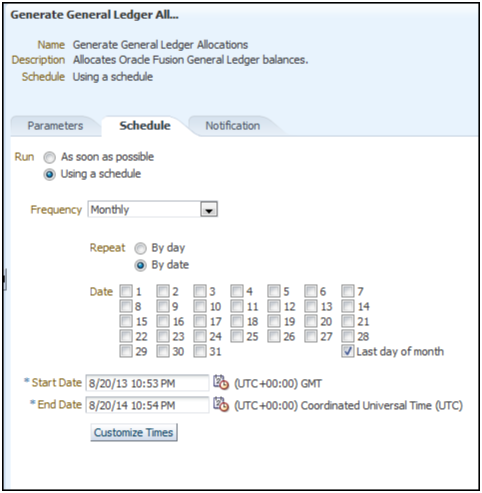 Generate General Ledger All...
Name Generate General Ledger Allocations
Description Allocates Oracle Fusion General Ledger balances.
Schedule Using a schedule
Parameters Schedule Notification
Run As soon as possible
Using a schedule
Frequency Monthly
Repeat By day
By date
Date 1 2 3 4 5 6 7
8 9 10 11 12 13 14
15 16 17 18 19 20 21
22 23 24 25 26 27 28
29 30 31 Last day of month
* Start Date 8/20/13 10:53 PM (UTC+00:00) GMT
* End Date 8/20/14 10:54 PM (UTC+00:00) Coordinated Universal Time (UTC)
Customize Times